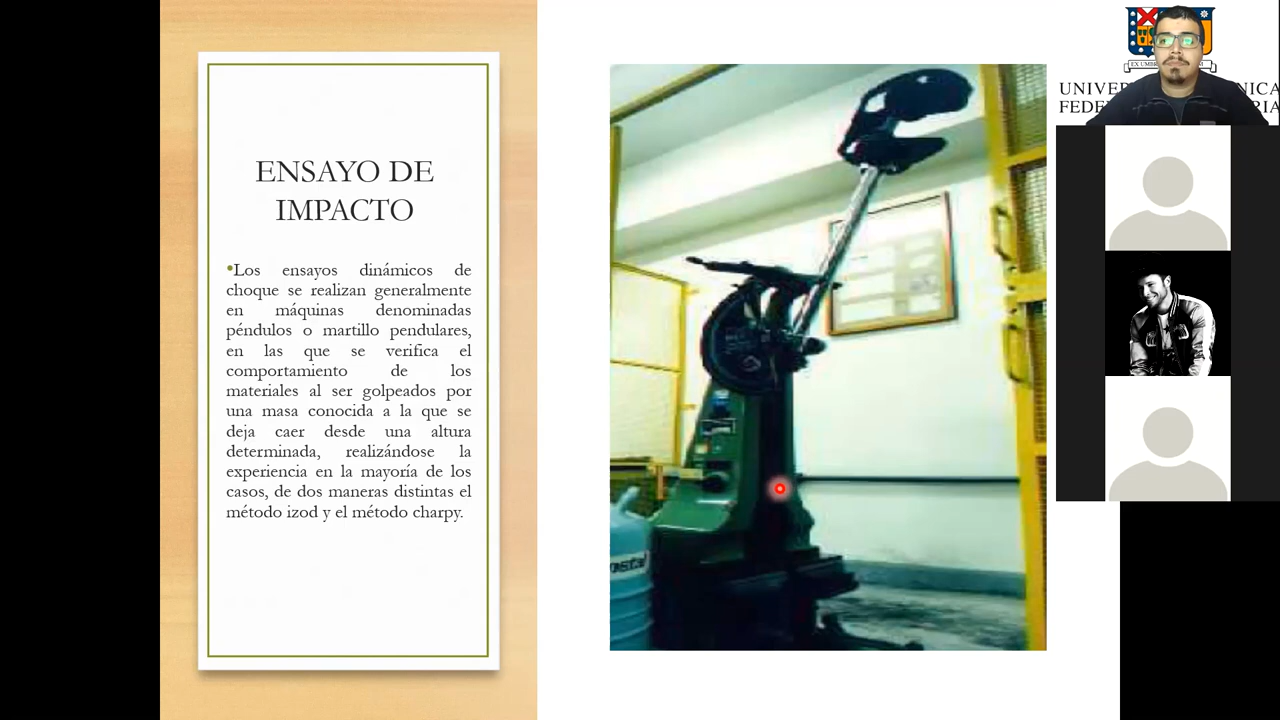 ENSAYO DE
IMPACTO
•Los ensayos dinámicos de
choque se realizan generalmente
en máquinas denominadas
péndulos o martillo pendulares,
en las que se verifica el
comportamiento de los
materiales al ser golpeados por
una masa conocida a la que se
deja caer desde una altura
determinada, realizándose la
experiencia en la mayoría de los
casos, de dos maneras distintas el
método izod y el método charpy.